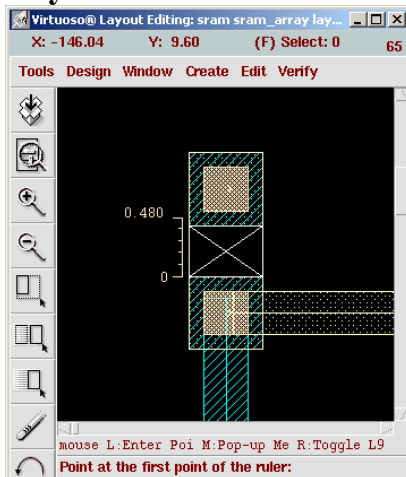 Virtuoso® Layout Editing: sram sram_array lay...
X: -146.04 Y: 9.60 (F) Select: 0 65
Tools Design Window Create Edit Verify
0.480
0
mouse L:Enter Poi M:Pop-up Me R:Toggle L9
Point at the first point of the ruler: